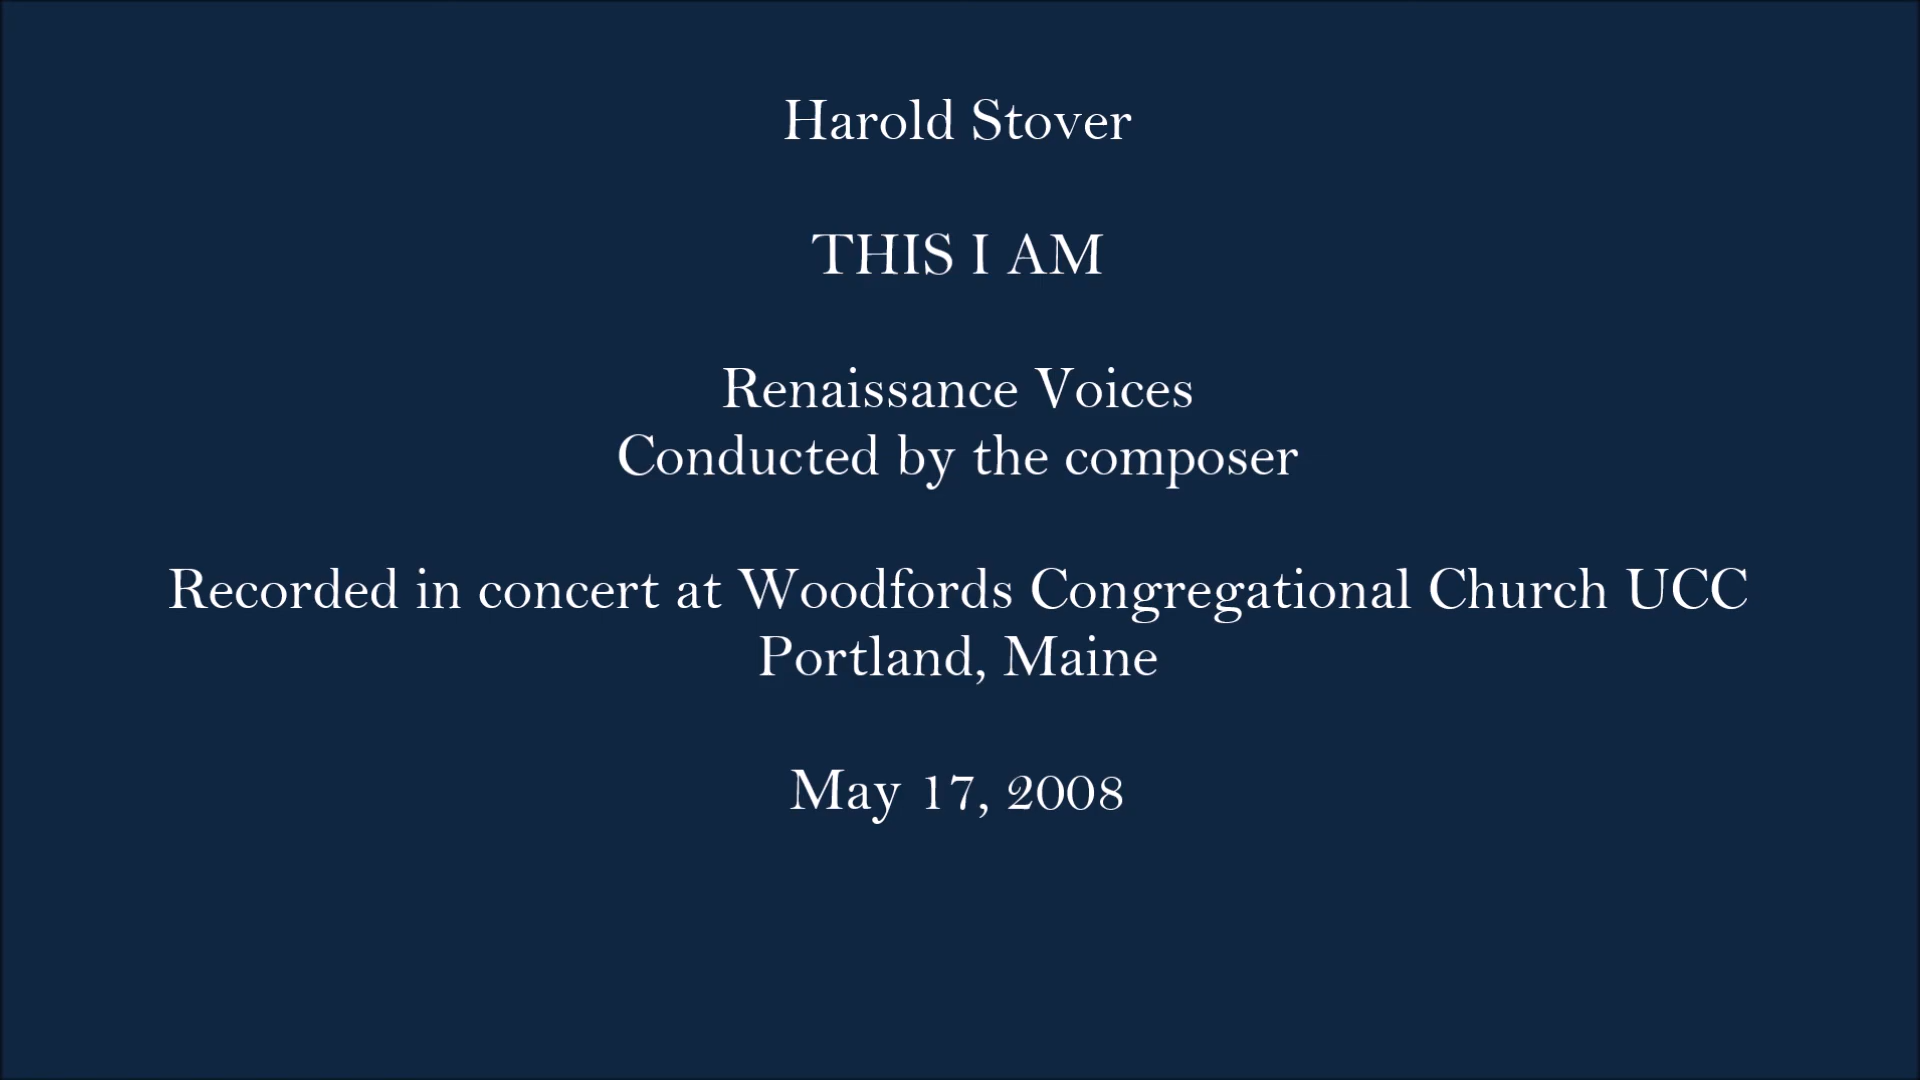 Harold Stover
THIS I AM
Renaissance Voices
Conducted by the composer
Recorded in concert at Woodfords Congregational Church UCC
Portland, Maine
May 17, 2008